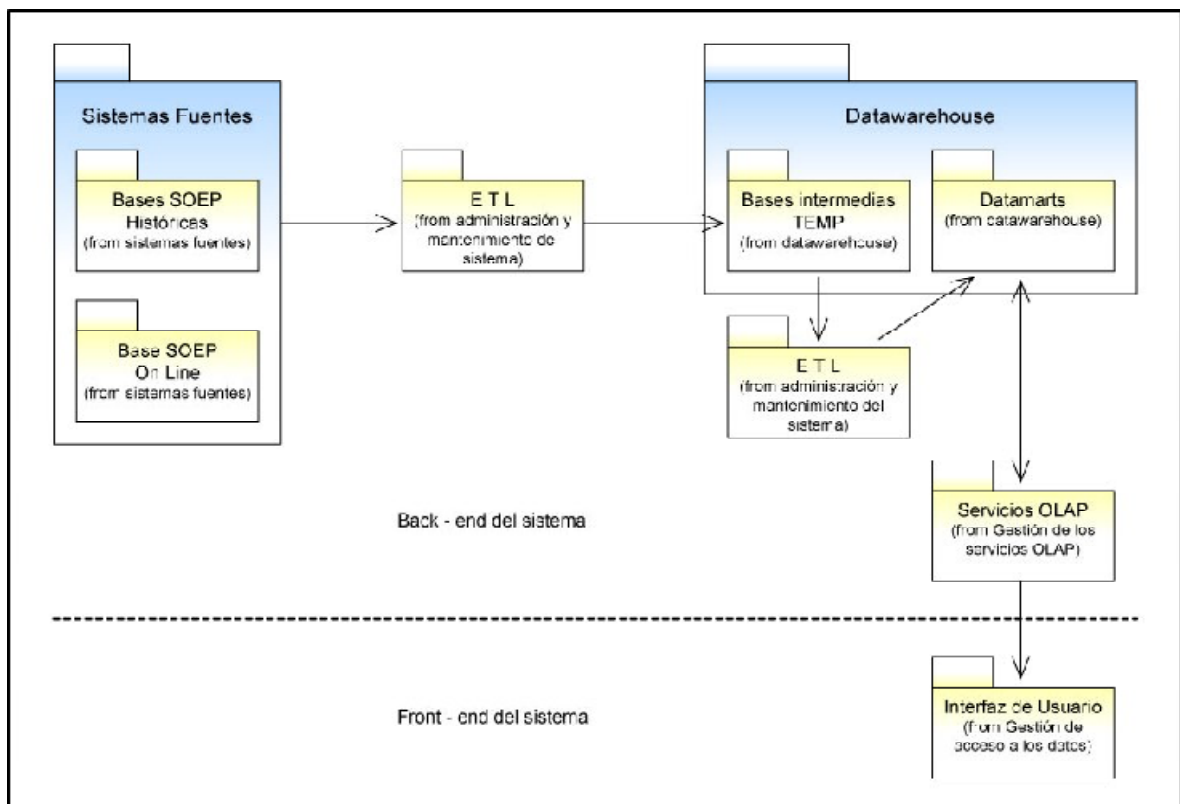 Sistemas Fuentes
Bases SOEP
Históricas
(from sistemas fuentes)
Base SOEP
On Line
(from sistemas fuentes)
E T L
(from administración y
mantenimiento de
sistema)
Datawarehouse
Bases intermedias
TEMP
(from datawarehouse)
Datamarts
(from datawarehouse)
E T L
(from administración y
mantenimiento del
sistema)
Back - end del sistema
Servicios OLAP
(from Gestión de los
servicios OLAP)
Front - end del sistema
Interfaz de Usuario
(from Gestión de
acceso a los datos)